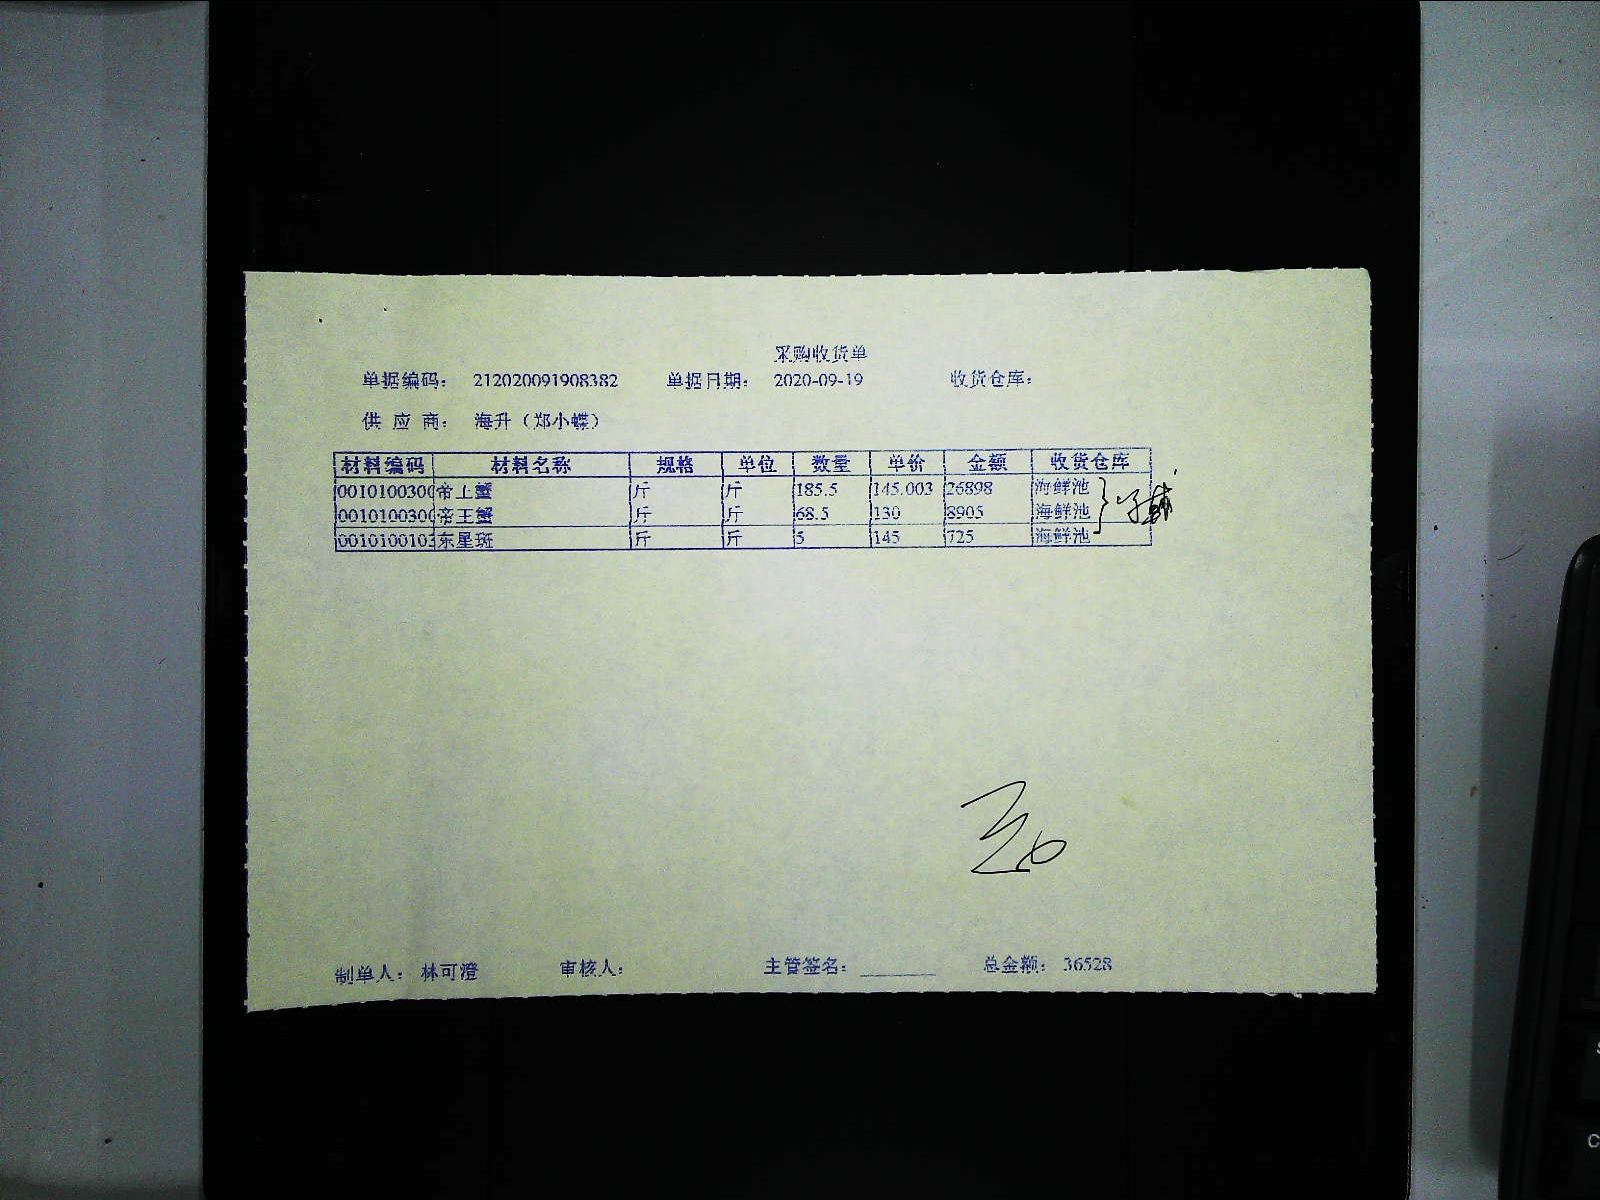 采购收货单
单据编码： 212020091908382 单据日期： 2020-09-19 收货仓库：
供 应 商： 海升（郑小蝶）
材料编码 材料名称 规格 单位 数量 单价 金额 收货仓库
0010100300 帝王蟹 斤 斤 185.5 145.003 26898 海鲜池
0010100300 帝王蟹 斤 斤 68.5 130 8905 海鲜池
001010010 东星斑 斤 斤 5 145 725 海鲜池
制单人： 林可澄 审核人： 主管签名： 总金额： 36528